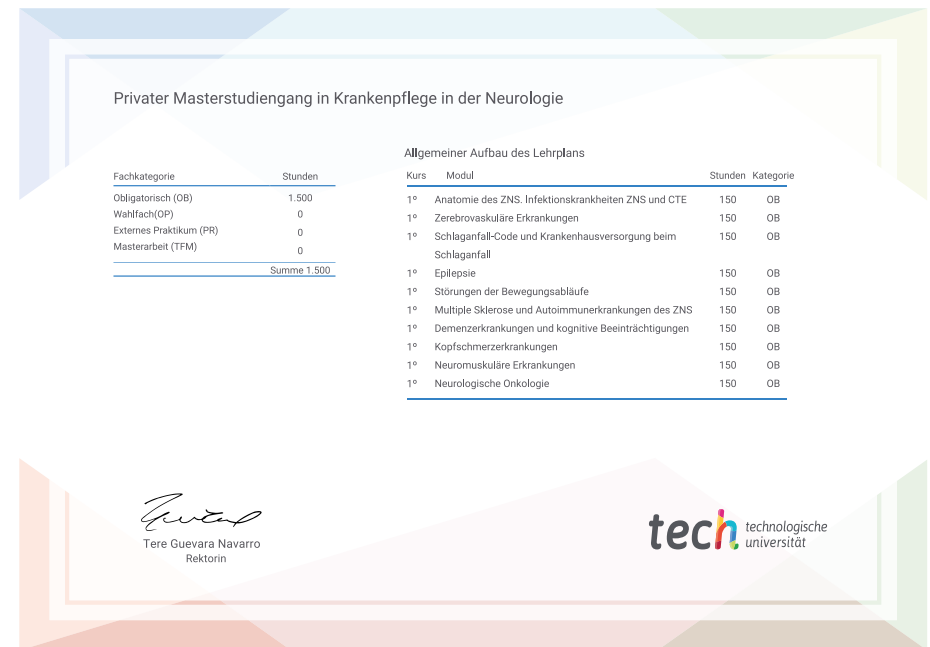 Privater Masterstudiengang in Krankenpflege in der Neurologie
Fachkategorie Stunden
Obligatorisch (OB) 1.500
Wahlfach(OP) 0
Externes Praktikum (PR) 0
Masterarbeit (TFM) 0
Summe 1.500
Allgemeiner Aufbau des Lehrplans
Kurs Modul Stunden Kategorie
1º Anatomie des ZNS. Infektionskrankheiten ZNS und CTE 150 OB
1º Zerebrovaskuläre Erkrankungen 150 OB
1º Schlaganfall-Code und Krankenhausversorgung beim 150 OB
Schlaganfall
1º Epilepsie 150 OB
1º Störungen der Bewegungsabläufe 150 OB
1º Multiple Sklerose und Autoimmunerkrankungen des ZNS 150 OB
1º Demenzerkrankungen und kognitive Beeinträchtigungen 150 OB
1º Kopfschmerzerkrankungen 150 OB
1º Neuromuskuläre Erkrankungen 150 OB
1º Neurologische Onkologie 150 OB
Tere Guevara Navarro
Rektorin
tech technologische
universität